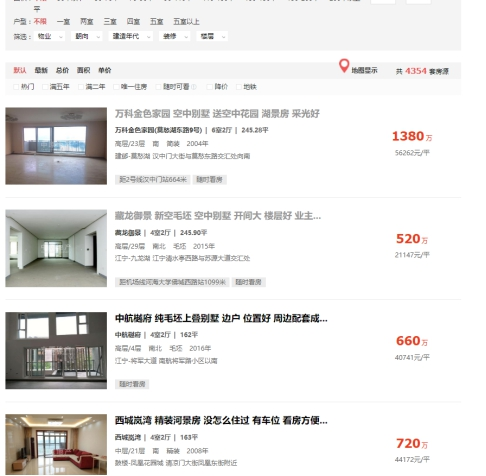 平
户型： 不限 一室 两室 三室 四室 五室 五室以上
筛选： 物业 朝向 建造年代 装修 楼层
默认 最新 总价 面积 单价
地图显示 共 4354 套房源
热门 满五年 满二年 唯一住房 随时可看 降价 地铁
万科金色家园 空中别墅 送空中花园 湖景房 采光好
万科金色家园(莫愁湖东路9号) | 6室2厅 | 245.28平
高层/23层 南 简装 2004年
建邺-莫愁湖 汉中门大街与莫愁东路交汇处向南
距2号线汉中门站664米 随时看房
1380万
56262元/平
藏龙御景 新空毛坯 空中别墅 开间大 楼层好 业主...
藏龙御景 | 4室2厅 | 245.90平
高层/29层 南北 毛坯 2015年
江宁-九龙湖 江宁清水亭西路与苏源大道交汇处
距机场线河海大学佛城西路站1099米 随时看房
520万
21147元/平
中航樾府 纯毛坯上叠别墅 边户 位置好 周边配套成...
中航樾府 | 4室2厅 | 162平
高层/4层 南北 毛坯 2016年
江宁-将军大道 南航将军路小区以南
随时看房
660万
40741元/平
西城岚湾 精装河景房 没怎么住过 有车位 看房方便...
西城岚湾 | 4室2厅 | 163平
中层/21层 南 精装 2008年
鼓楼-凤凰花园城 清凉门大街凤凰东街附近
720万
44172元/平